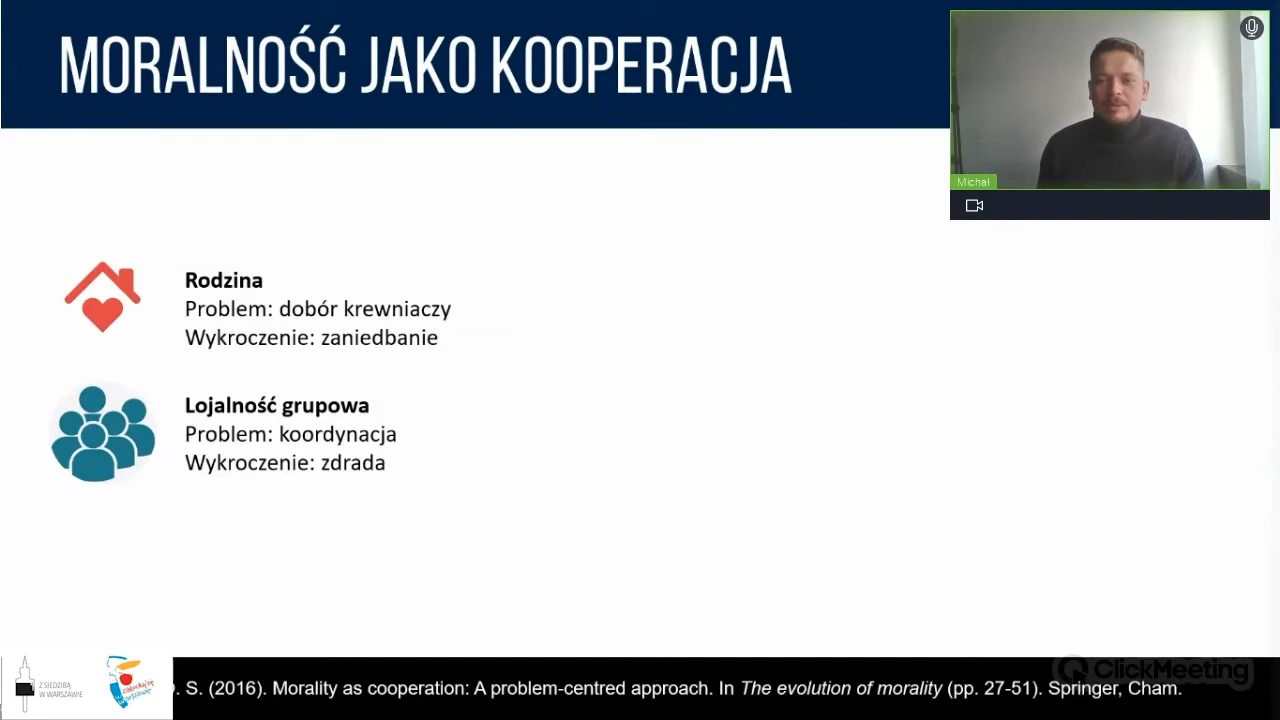 MORALNOŚĆ JAKO KOOPERACJA
Michał
Rodzina
Problem: dobór krewniaczy
Wykroczenie: zaniedbanie
Lojalność grupowa
Problem: koordynacja
Wykroczenie: zdrada
Z SIEDZIBĄ
W WARSZAWIE
. S. (2016). Morality as cooperation: A problem-centred approach. In The evolution of morality (pp. 27-51). Springer, Cham.
ClickMeeting